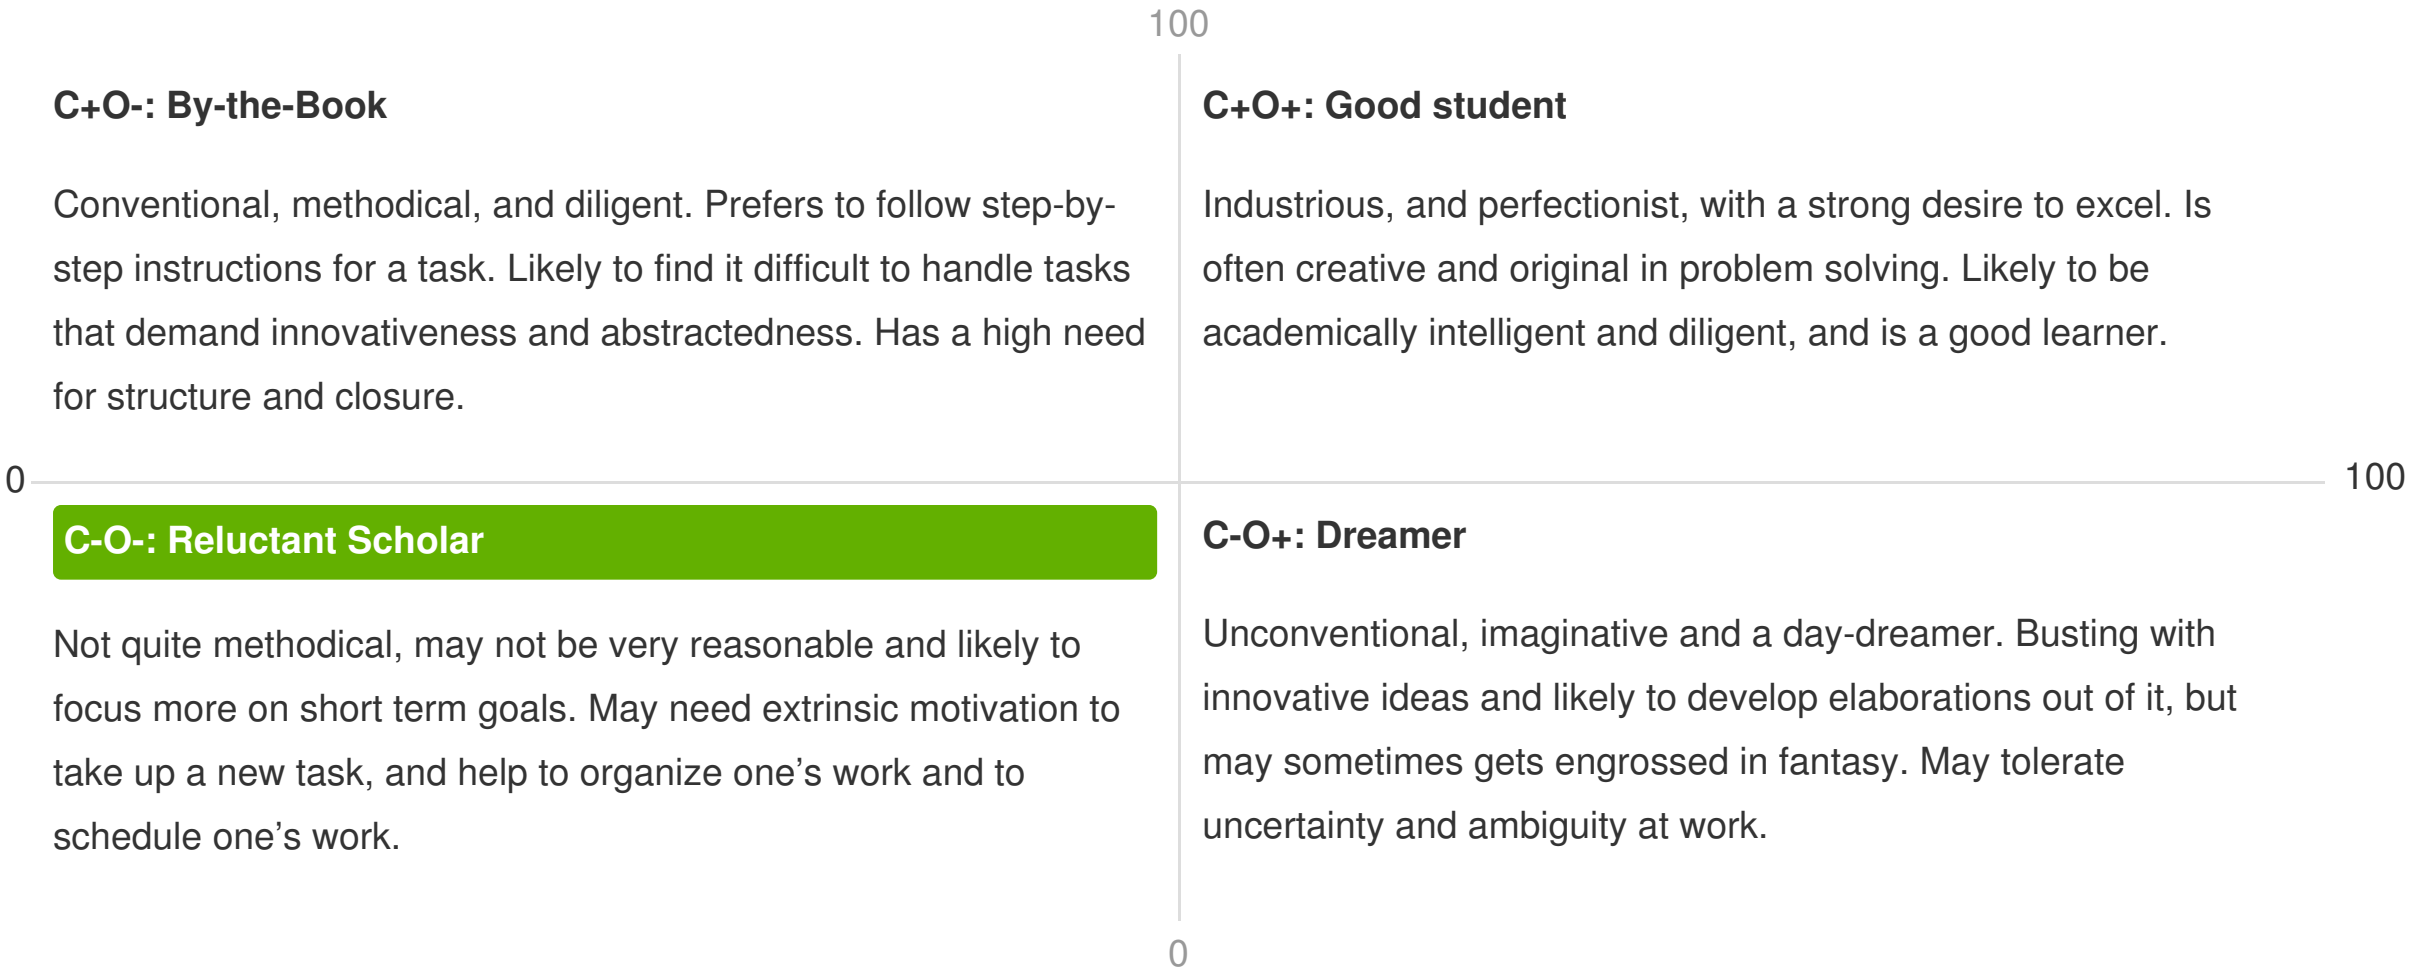 100
C+O-: By-the-Book
Conventional, methodical, and diligent. Prefers to follow step-by-
step instructions for a task. Likely to find it difficult to handle tasks
that demand innovativeness and abstractedness. Has a high need
for structure and closure.
C+O+: Good student
Industrious, and perfectionist, with a strong desire to excel. Is
often creative and original in problem solving. Likely to be
academically intelligent and diligent, and is a good learner.
0
100
C-O-: Reluctant Scholar
Not quite methodical, may not be very reasonable and likely to
focus more on short term goals. May need extrinsic motivation to
take up a new task, and help to organize one’s work and to
schedule one’s work.
C-O+: Dreamer
Unconventional, imaginative and a day-dreamer. Busting with
innovative ideas and likely to develop elaborations out of it, but
may sometimes gets engrossed in fantasy. May tolerate
uncertainty and ambiguity at work.
0